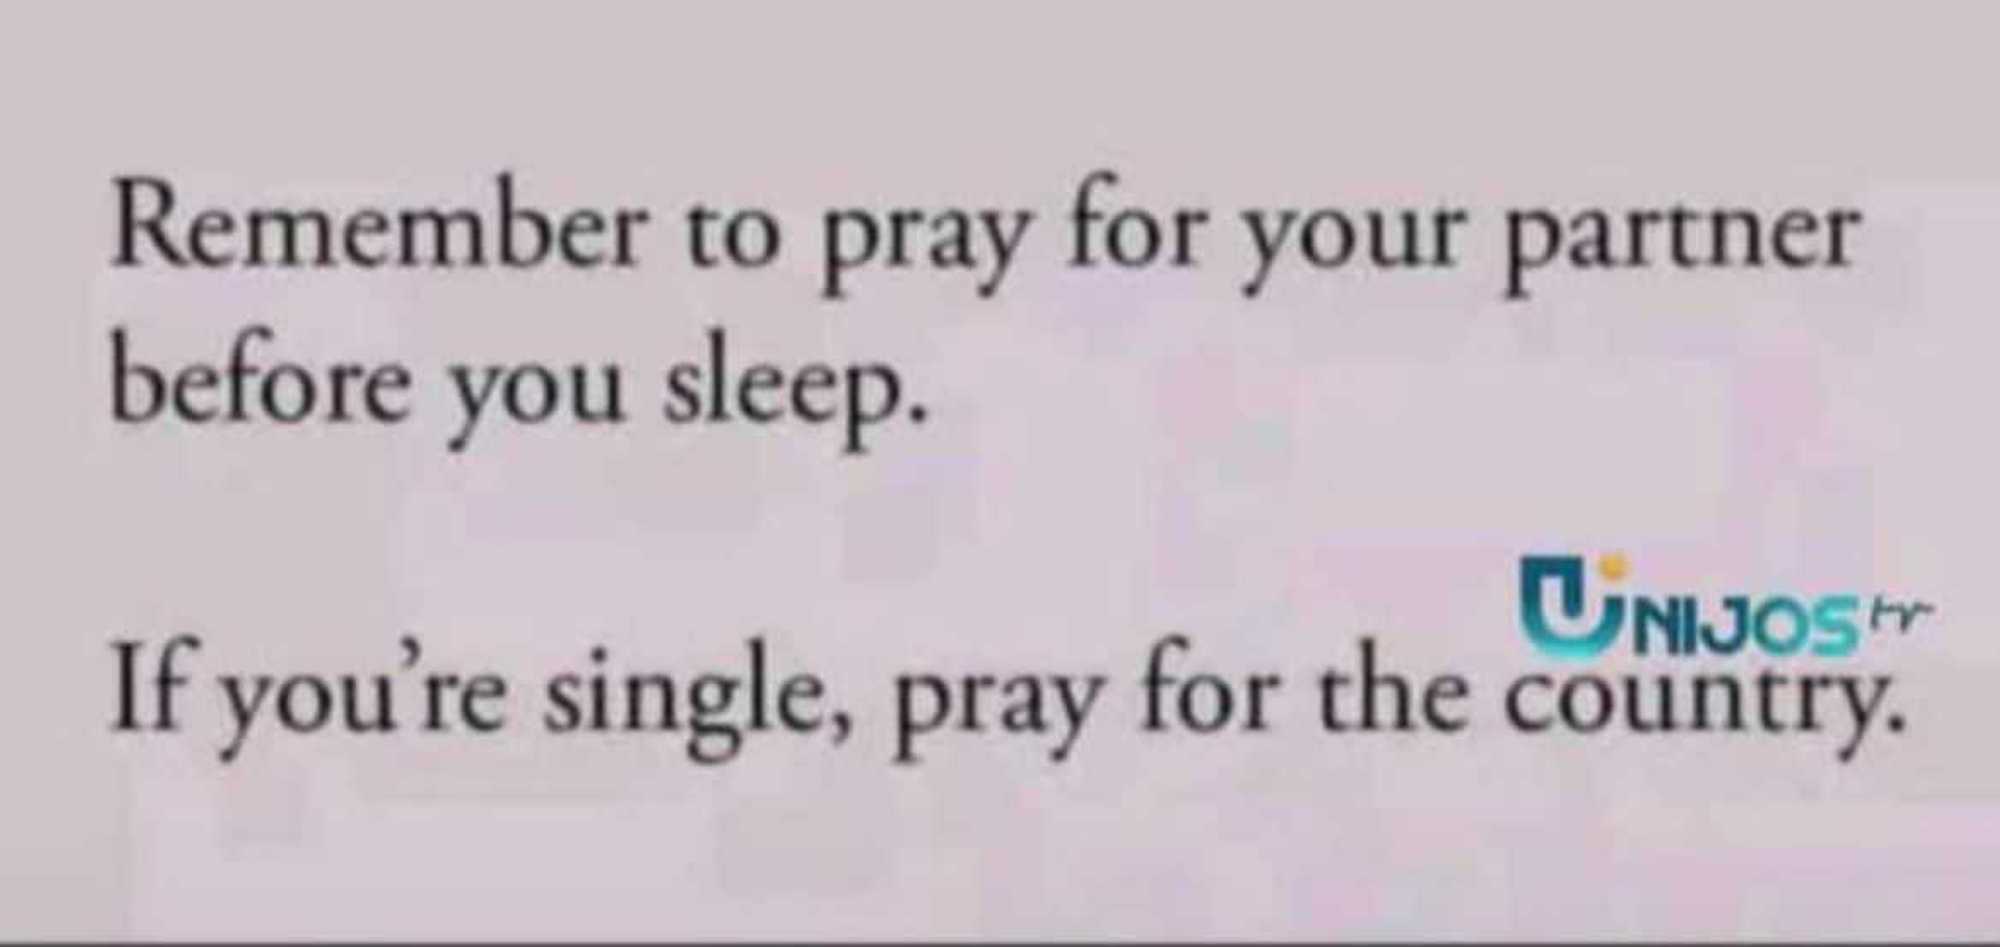 Remember to pray for your partner
before you sleep.
UNIJOS
If you're single, pray for the country.